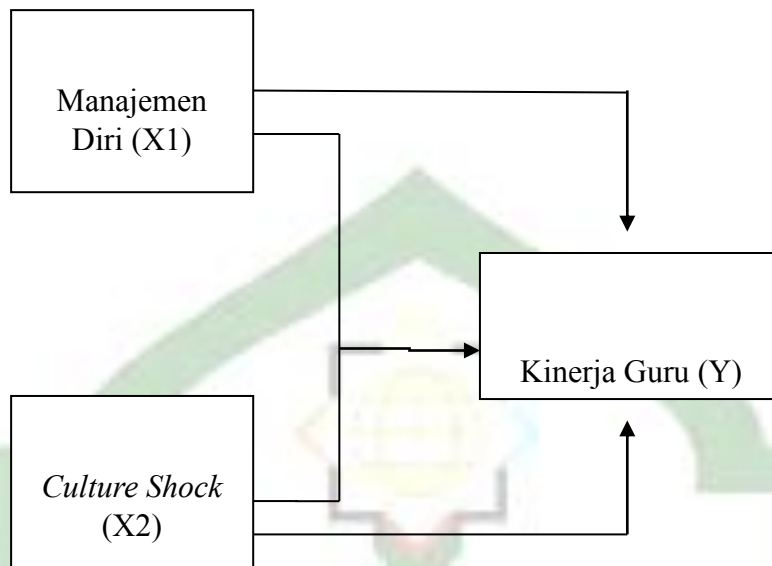 Manajemen
Diri (X1)
Kinerja Guru (Y)
Culture Shock
(X2)